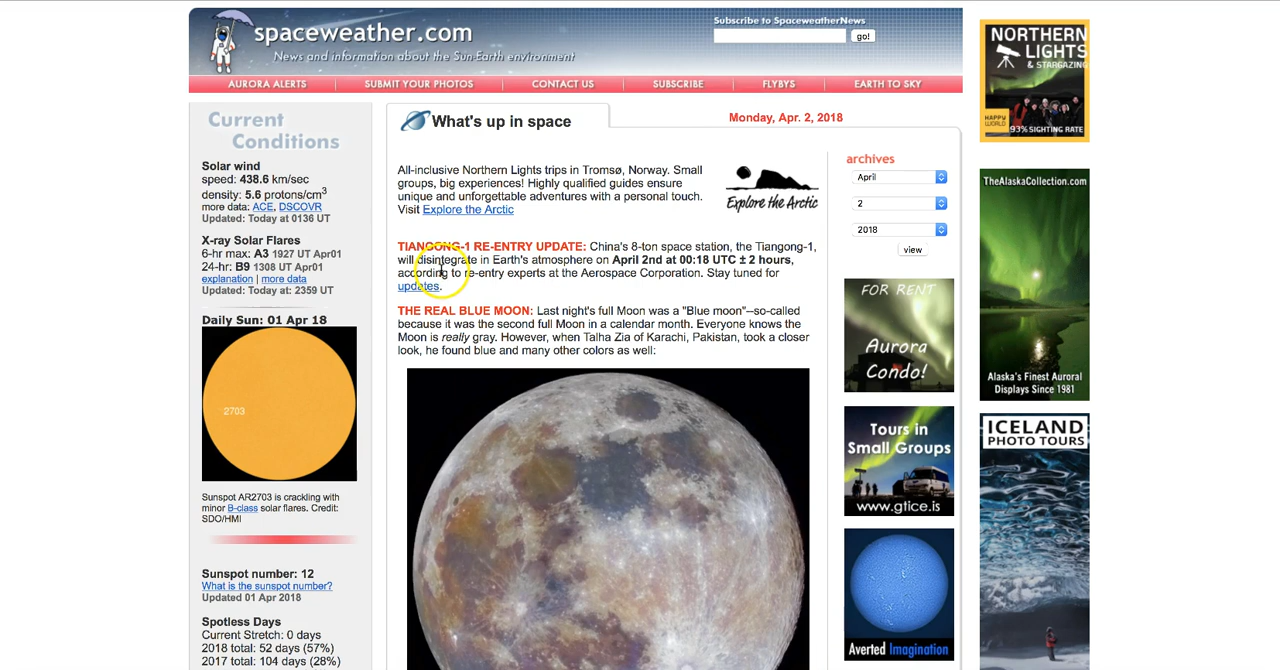 spaceweather.com
News and information about the Sun-Earth environment
Subscribe to SpaceweatherNews
go!
AURORA ALERTS
SUBMIT YOUR PHOTOS
CONTACT US
SUBSCRIBE
FLYBYS
EARTH TO SKY
Current
Conditions
Solar wind
speed: 438.6 km/sec
density: 5.6 protons/cm3
more data: ACE, DSCOVR
Updated: Today at 0136 UT
X-ray Solar Flares
6-hr max: A3 1927 UT Apr01
24-hr: B9 1308 UT Apr01
explanation | more data
Updated: Today at: 2359 UT
Daily Sun: 01 Apr 18
2703
Sunspot AR2703 is crackling with
minor B-class solar flares. Credit:
SDO/HMI
Sunspot number: 12
What is the sunspot number?
Updated 01 Apr 2018
Spotless Days
Current Stretch: 0 days
2018 total: 52 days (57%)
2017 total: 104 days (28%)
What's up in space
Monday, Apr. 2, 2018
All-inclusive Northern Lights trips in Tromsø, Norway. Small
groups, big experiences! Highly qualified guides ensure
unique and unforgettable adventures with a personal touch.
Visit Explore the Arctic
Explore the Arctic
TIANGONG-1 RE-ENTRY UPDATE: China's 8-ton space station, the Tiangong-1,
will disintegrate in Earth's atmosphere on April 2nd at 00:18 UTC ± 2 hours,
according to re-entry experts at the Aerospace Corporation. Stay tuned for
updates.
THE REAL BLUE MOON: Last night's full Moon was a "Blue moon"--so-called
because it was the second full Moon in a calendar month. Everyone knows the
Moon is really gray. However, when Talha Zia of Karachi, Pakistan, took a closer
look, he found blue and many other colors as well:
archives
April
2
2018
view
FOR RENT
Aurora
Condo!
Tours in
Small Groups
www.gtice.is
Averted Imagination
NORTHERN
LIGHTS
& STARGAZING
HAPPY
WORLD
93% SIGHTING RATE
TheAlaskaCollection.com
Alaska's Finest Auroral
Displays Since 1981
ICELAND
PHOTO TOURS